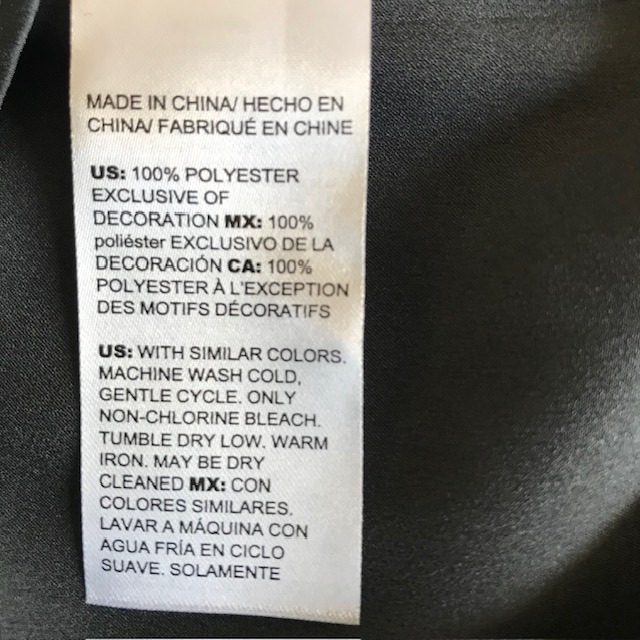 MADE IN CHINA/ HECHO EN
CHINA/ FABRIQUÉ EN CHINE
US: 100% POLYESTER
EXCLUSIVE OF
DECORATION MX: 100%
poliéster EXCLUSIVO DE LA
DECORACIÓN CA: 100%
POLYESTER À L'EXCEPTION
DES MOTIFS DÉCORATIFS
US: WITH SIMILAR COLORS.
MACHINE WASH COLD,
GENTLE CYCLE. ONLY
NON-CHLORINE BLEACH.
TUMBLE DRY LOW. WARM
IRON. MAY BE DRY
CLEANED MX: CON
COLORES SIMILARES.
LAVAR A MÁQUINA CON
AGUA FRÍA EN CICLO
SUAVE. SOLAMENTE